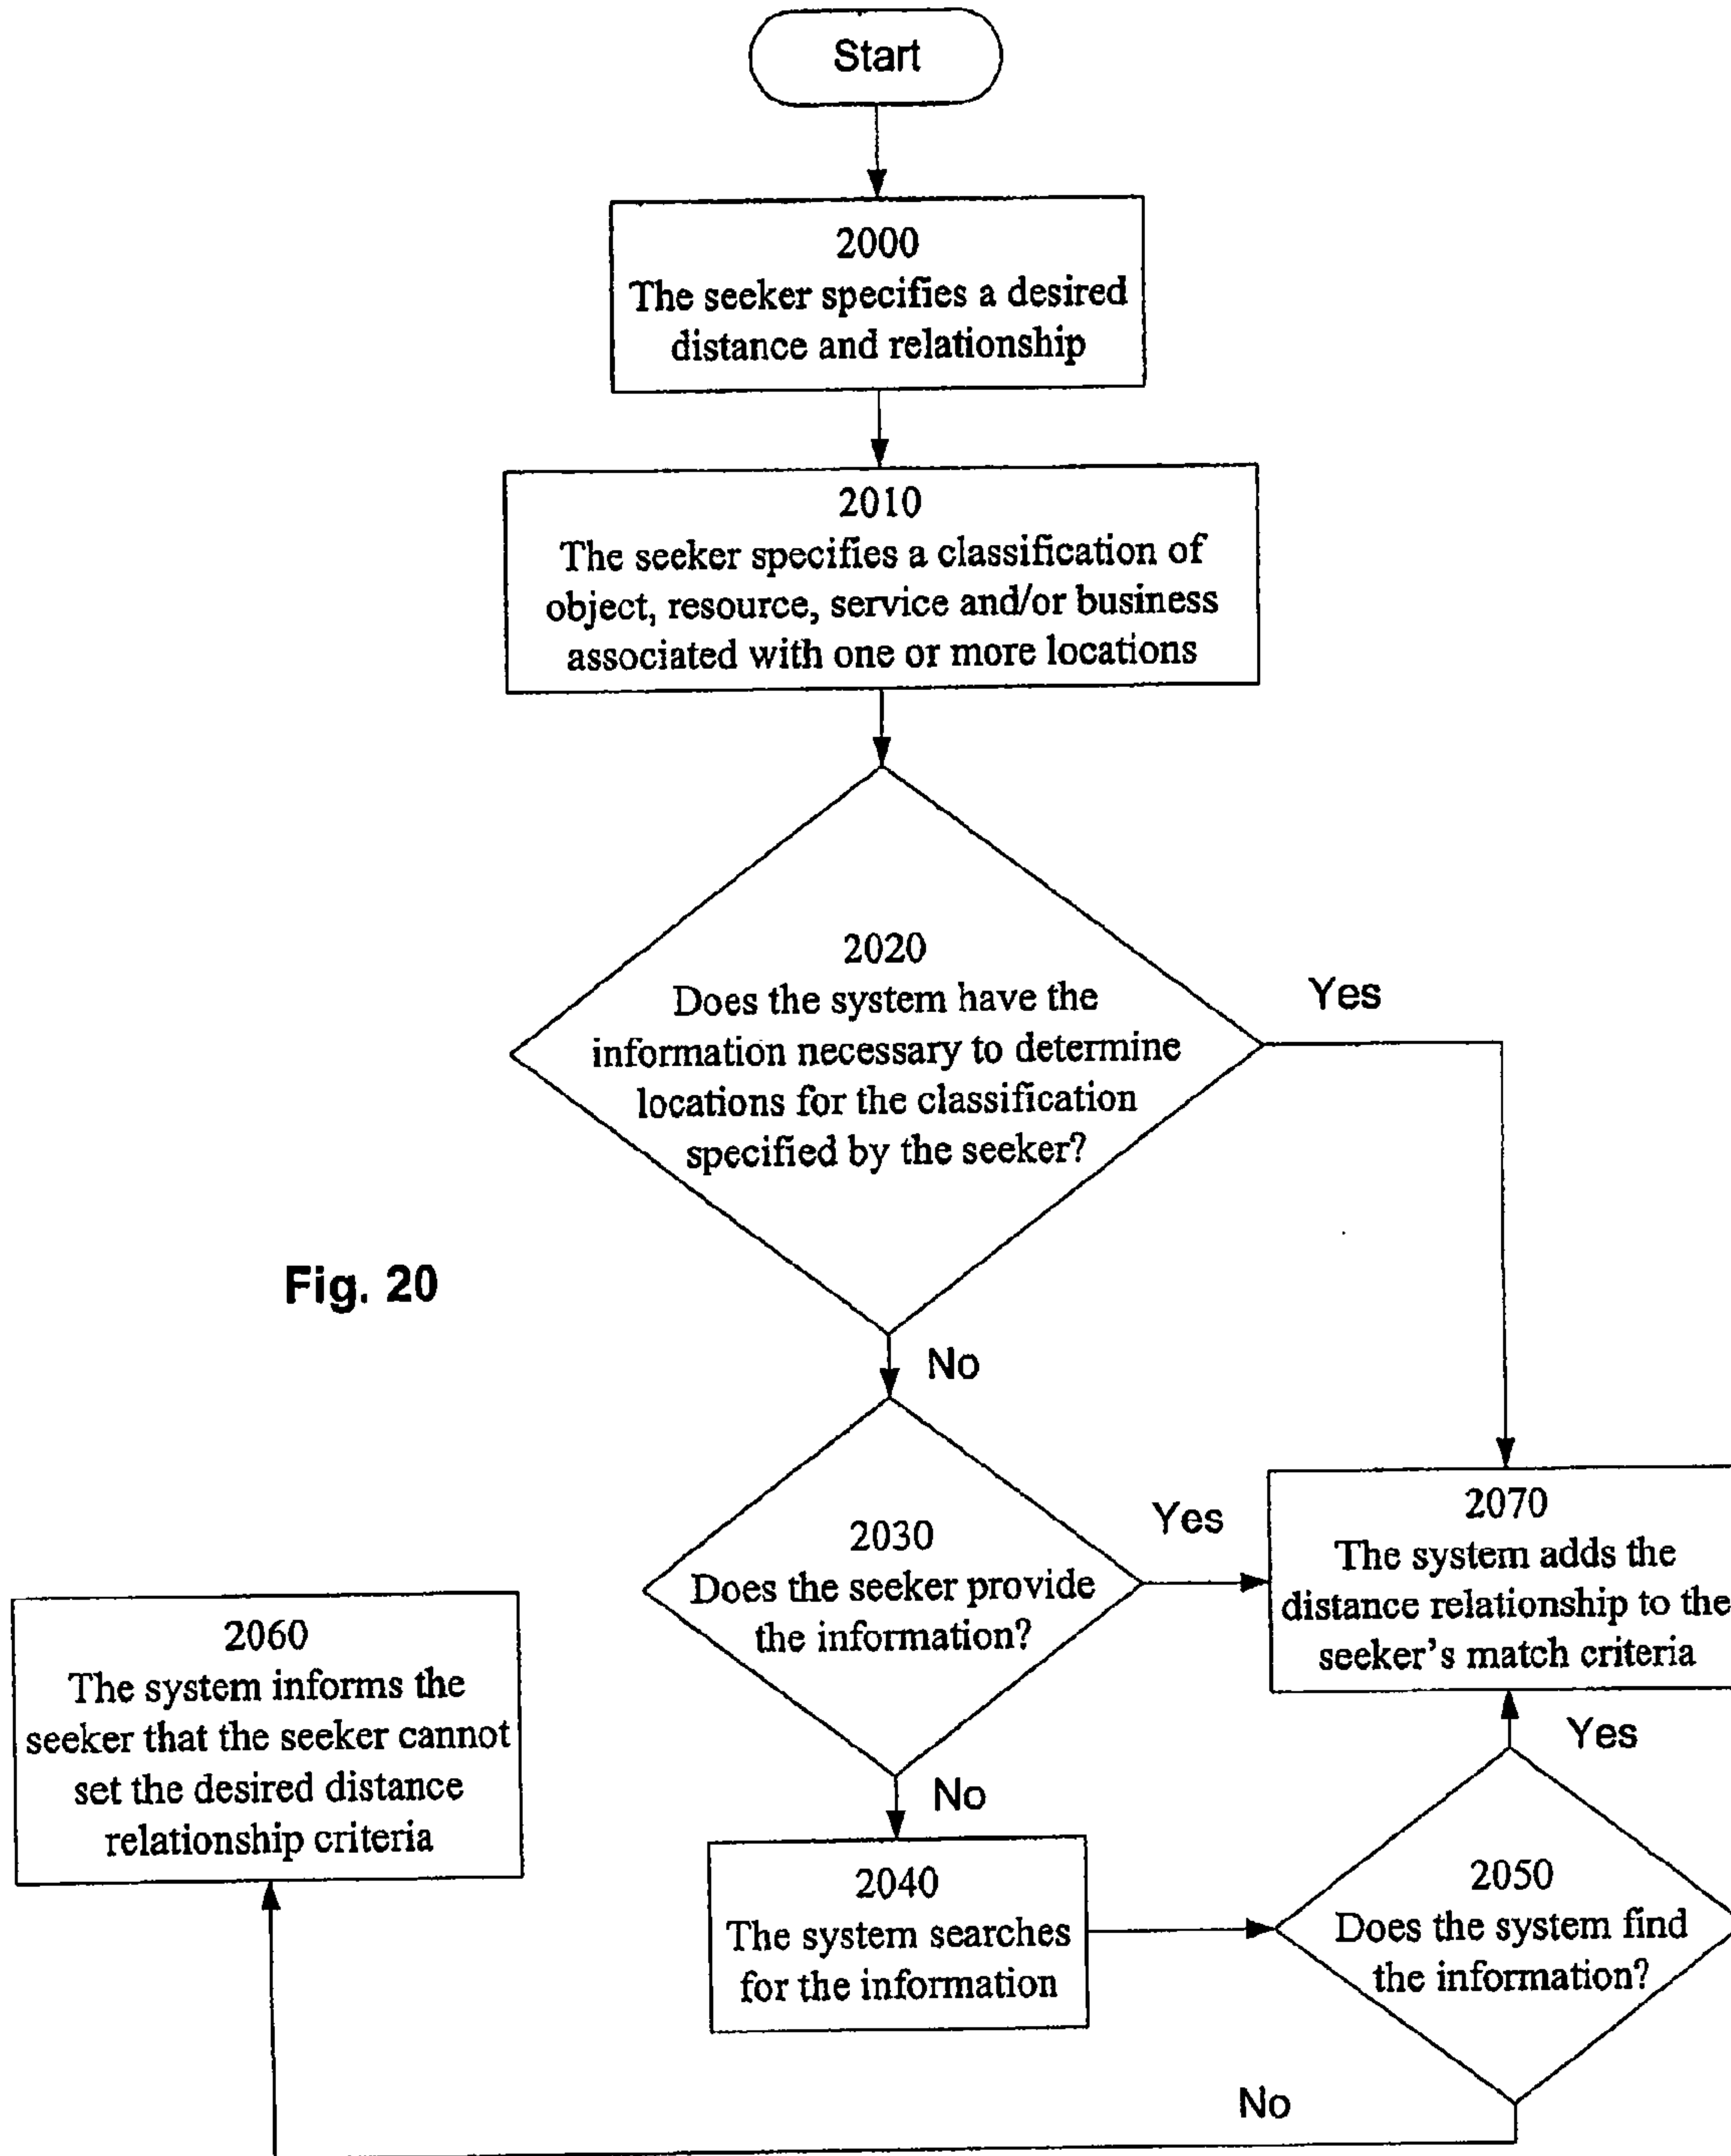 Start
2000
The seeker specifies a desired
distance and relationship
2010
The seeker specifies a classification of
object, resource, service and/or business
associated with one or more locations
2020
Does the system have the
information necessary to determine
locations for the classification
specified by the seeker?
Yes
Fig. 20
No
2030
Does the seeker provide
the information?
Yes
2070
The system adds the
distance relationship to the
seeker's match criteria
2060
The system informs the
seeker that the seeker cannot
set the desired distance
relationship criteria
No
2040
The system searches
for the information
Yes
2050
Does the system find
the information?
No